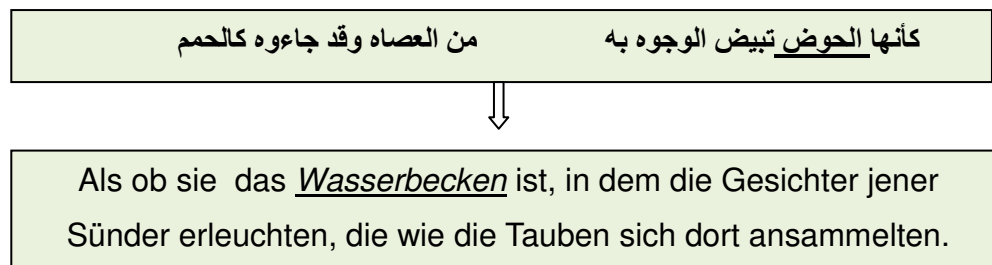 كأنها الحوض تبيض الوجوه به من العصاه وقد جاءوه كالحمم
Als ob sie das Wasserbecken ist, in dem die Gesichter jener
Sünder erleuchten, die wie die Tauben sich dort ansammelten.